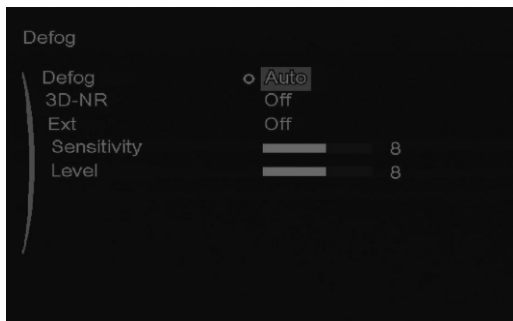 Defog
Defog Auto
3D-NR Off
Ext Off
Sensitivity 8
Level 8